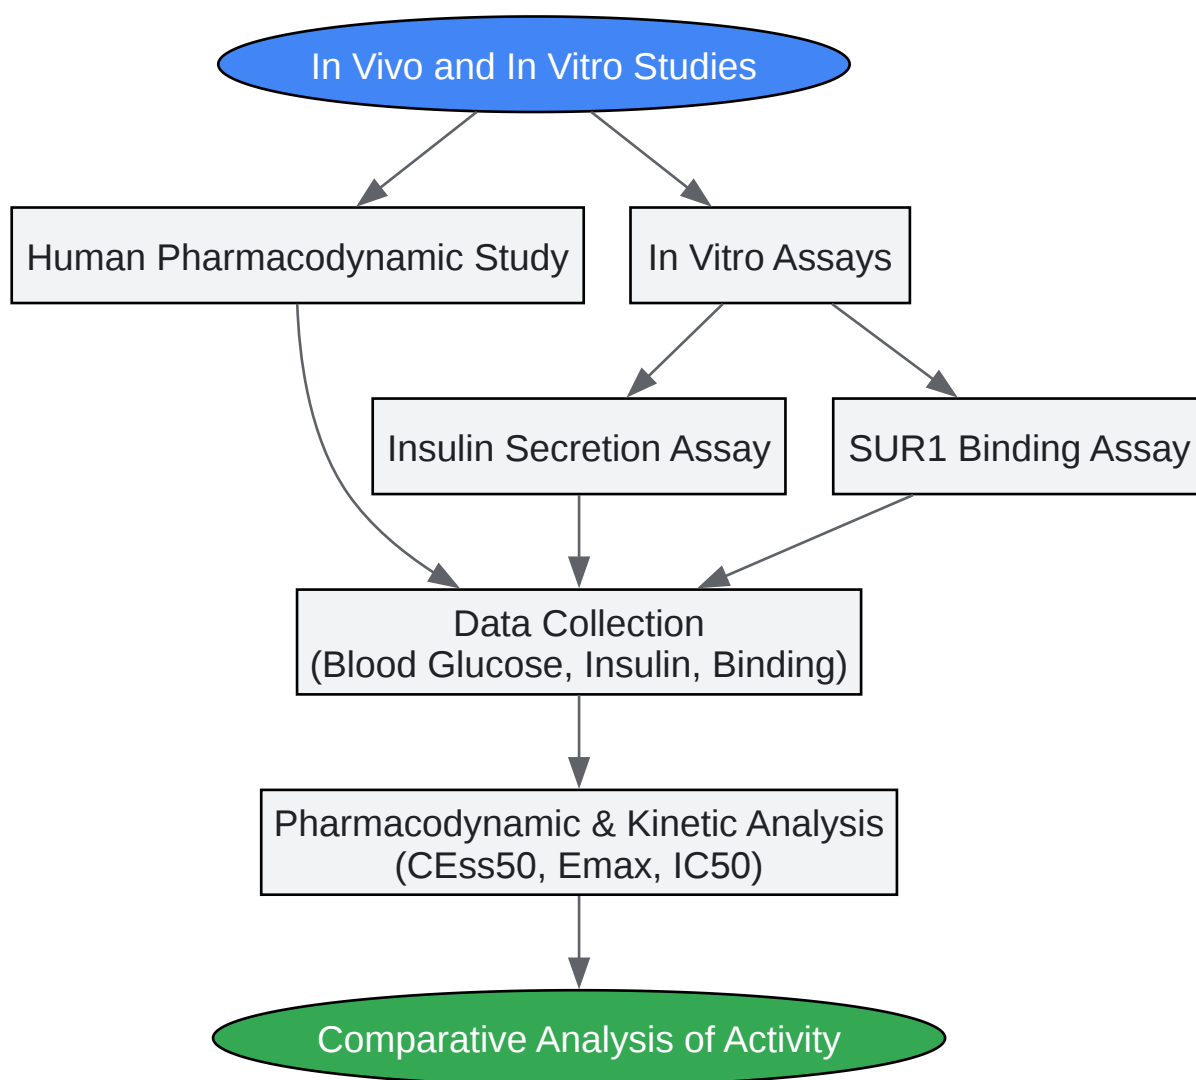 In Vivo and In Vitro Studies
Human Pharmacodynamic Study
In Vitro Assays
Insulin Secretion Assay
SUR1 Binding Assay
Data Collection
(Blood Glucose, Insulin, Binding)
Pharmacodynamic & Kinetic Analysis
(CEss50, Emax, IC50)
Comparative Analysis of Activity